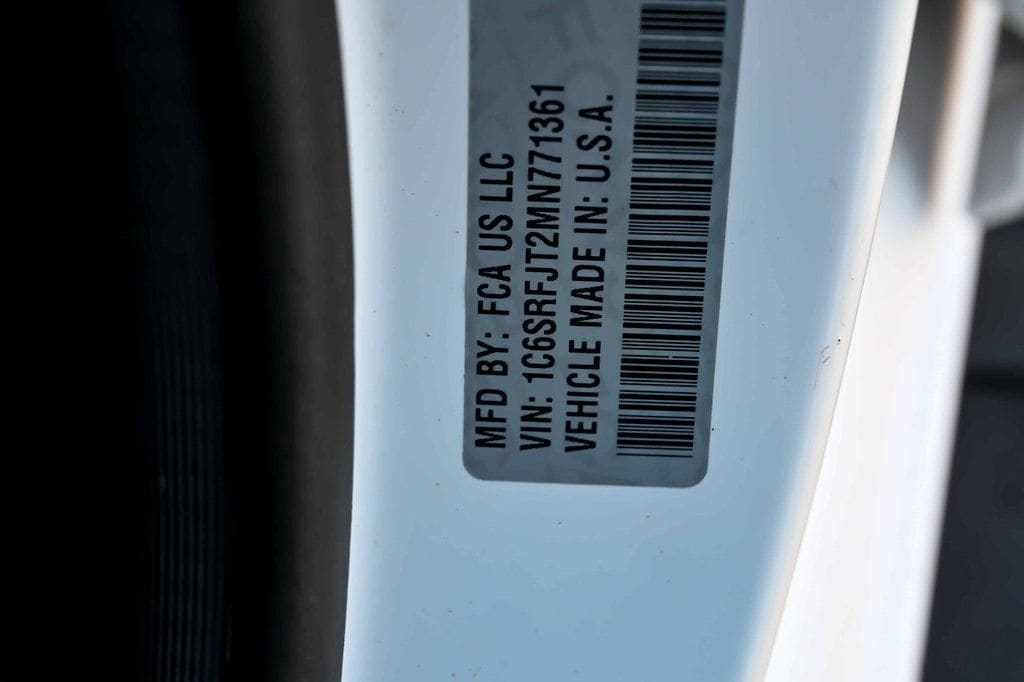 MFD BY: FCA US LLC
VIN: 1C6SRFJT2MN771361
VEHICLE MADE IN: U.S.A.